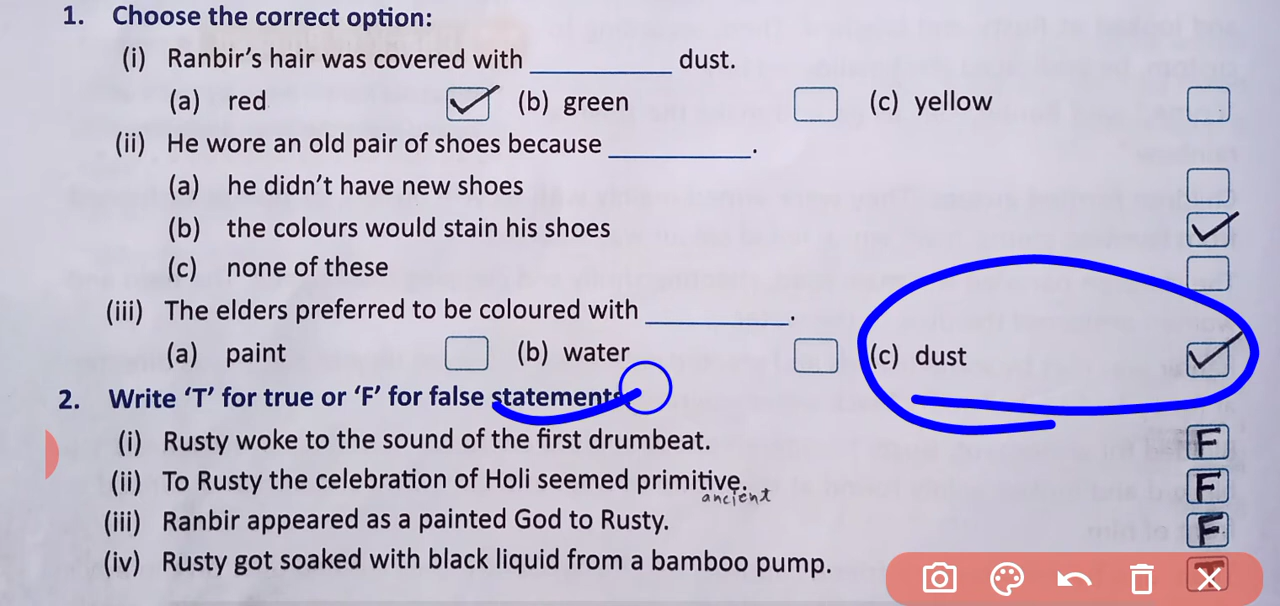 1. Choose the correct option:
(i) Ranbir's hair was covered with __________ dust.
(a) red (b) green (c) yellow
(ii) He wore an old pair of shoes because __________.
(a) he didn't have new shoes
(b) the colours would stain his shoes
(c) none of these
(iii) The elders preferred to be coloured with __________.
(a) paint (b) water (c) dust
2. Write 'T' for true or 'F' for false statements
(i) Rusty woke to the sound of the first drumbeat. F
(ii) To Rusty the celebration of Holi seemed primitive. F
ancient
(iii) Ranbir appeared as a painted God to Rusty. F
(iv) Rusty got soaked with black liquid from a bamboo pump.